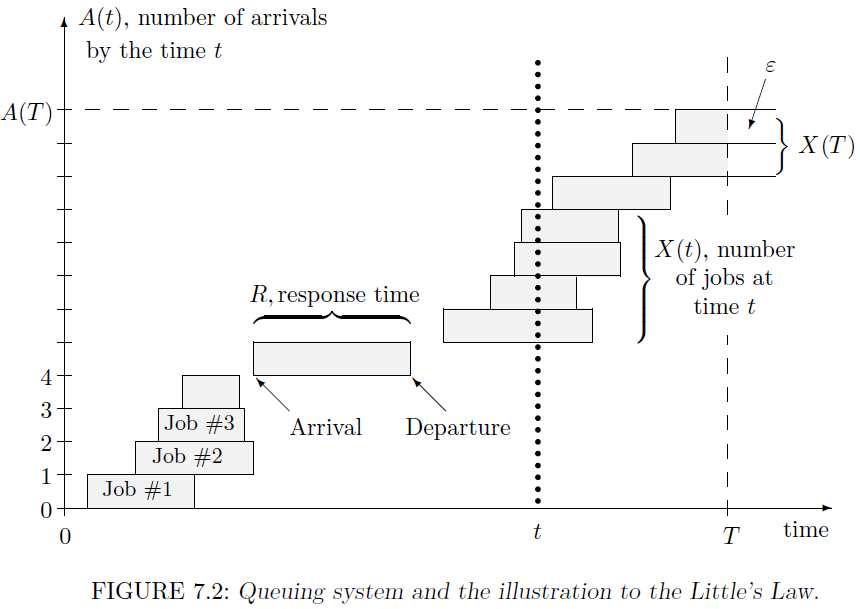 A(t), number of arrivals
by the time t
ε
A(T)
X(T)
X(t), number
of jobs at
time t
R, response time
4
3
Job #3
Arrival
Departure
2
Job #2
1
Job #1
0
0
t
T
time
FIGURE 7.2: Queuing system and the illustration to the Little's Law.